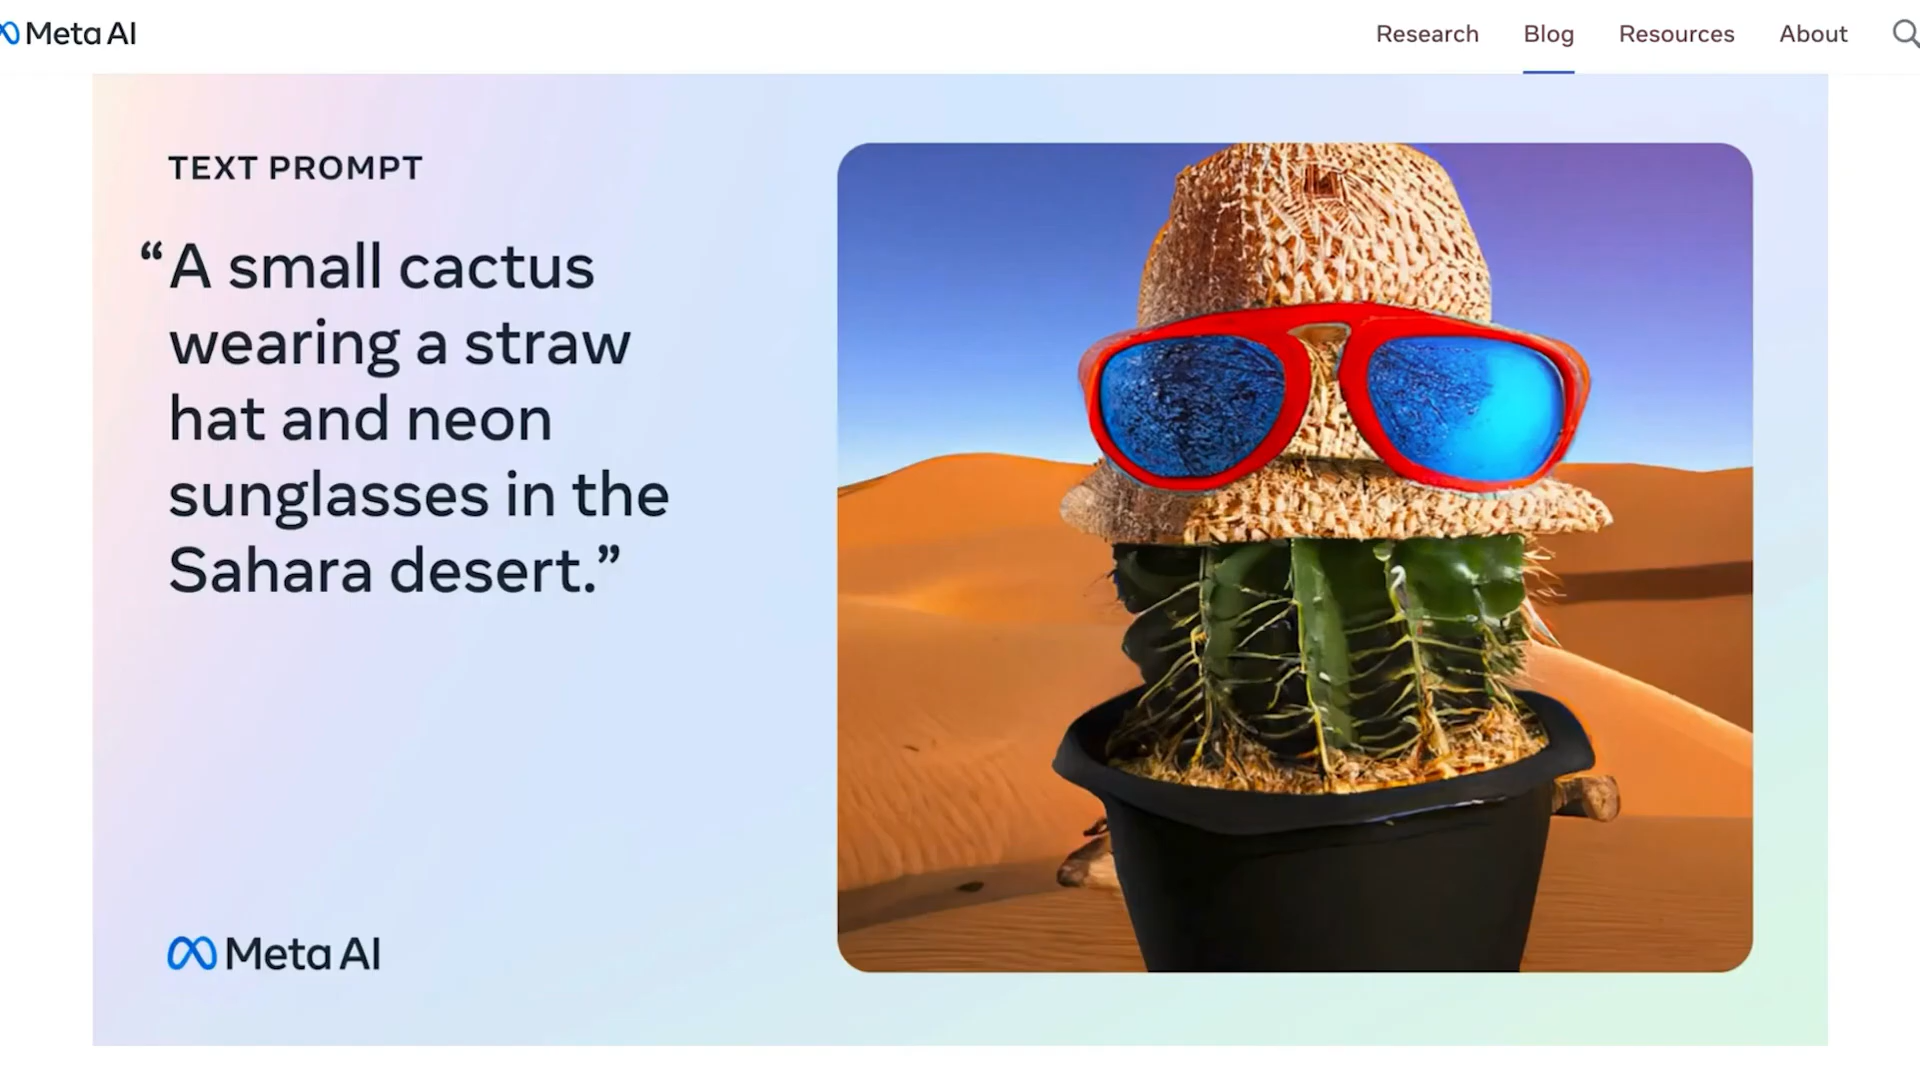 Meta AI
Research
Blog
Resources
About
TEXT PROMPT
“A small cactus
wearing a straw
hat and neon
sunglasses in the
Sahara desert.”
Meta AI